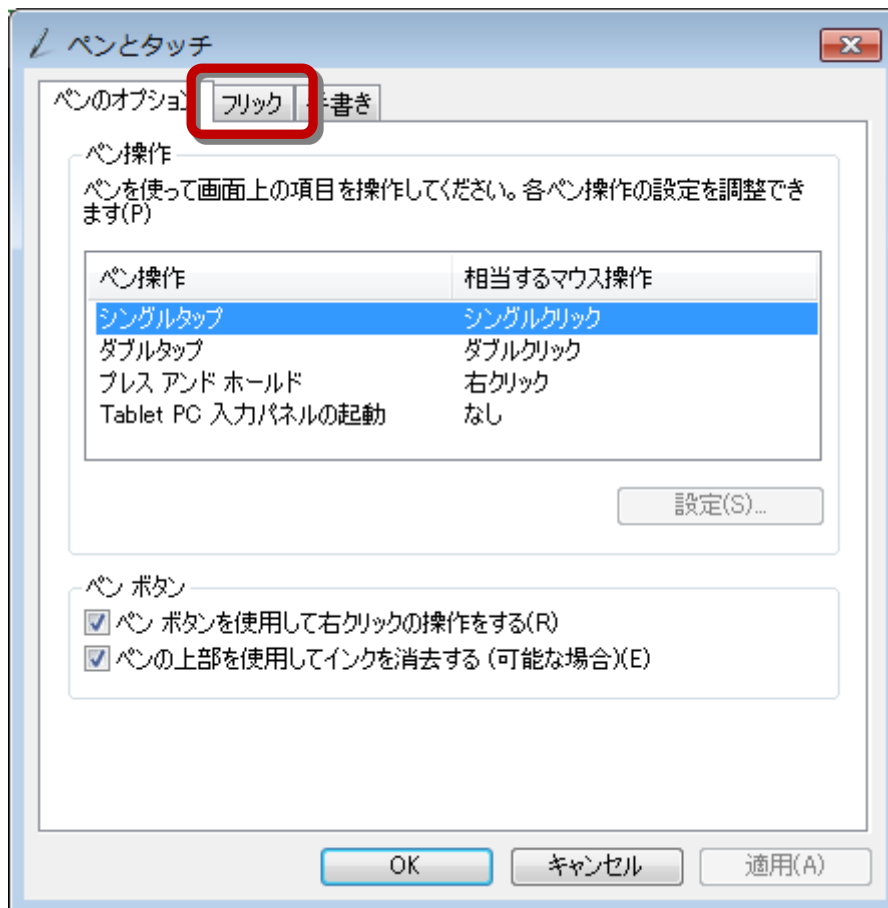 ペンとタッチ
ペンのオプション フリック 手書き
ペン操作
ペンを使って画面上の項目を操作してください。各ペン操作の設定を調整でき
ます(P)
ペン操作 相当するマウス操作
シングルタップ シングルクリック
ダブルタップ ダブルクリック
プレス アンド ホールド 右クリック
Tablet PC 入力パネルの起動 なし
設定(S)...
ペン ボタン
ペン ボタンを使用して右クリックの操作をする(R)
ペンの上部を使用してインクを消去する (可能な場合)(E)
OK キャンセル 適用(A)